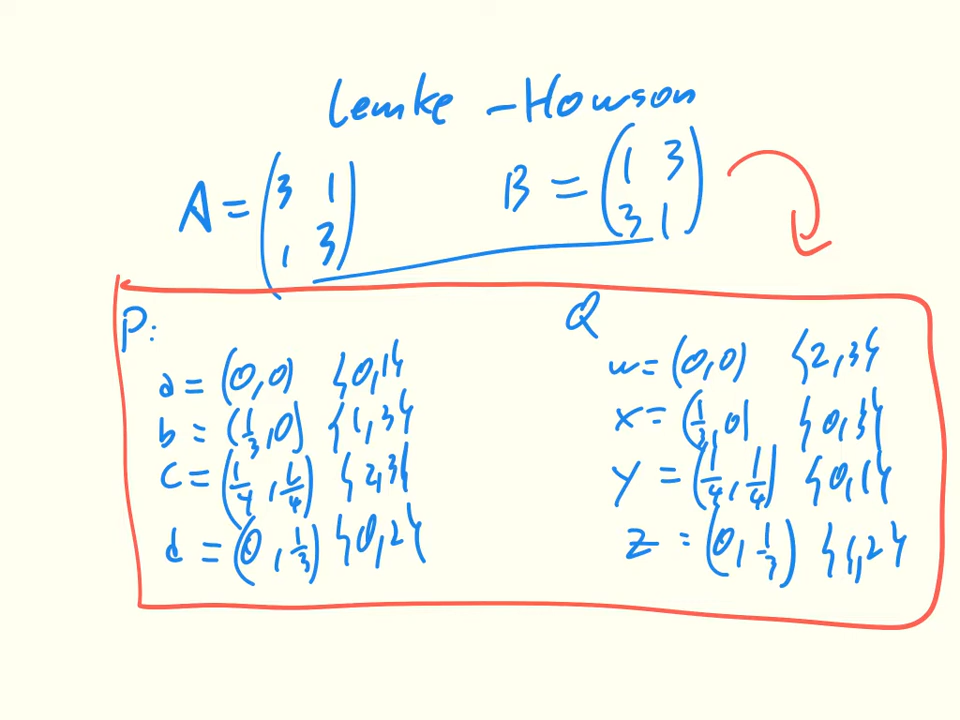 Lemke - Howson
A = (3 1 B = (1 3
1 3) 3 1)
P: Q
a = (0,0) {0,1} w = (0,0) {2,3}
b = (1/3,0) {1,3} x = (1/3,0) {0,3}
c = (1/4,1/4) {2,3} y = (1/4,1/4) {0,1}
d = (0,1/3) {0,2} z = (0,1/3) {1,2}